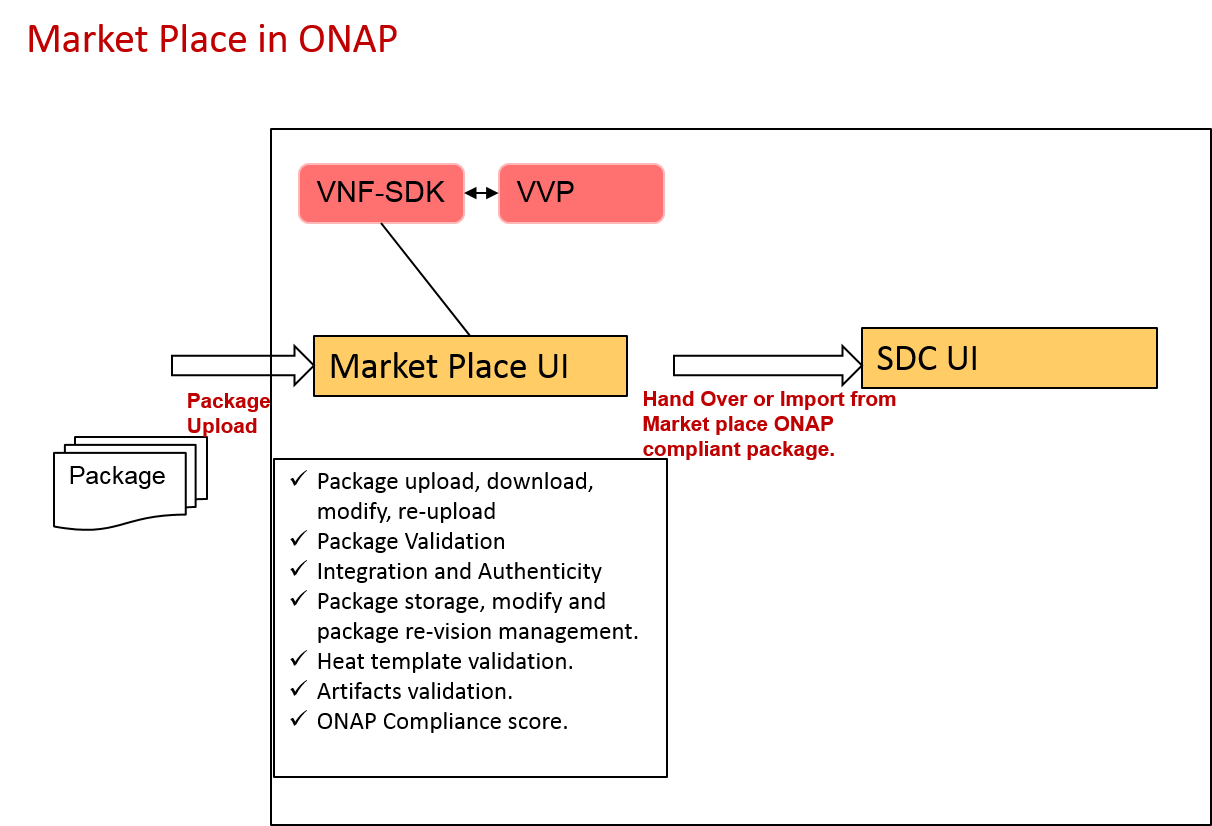 Market Place in ONAP
VNF-SDK
VVP
Market Place UI
SDC UI
Package
Upload
Hand Over or Import from
Market place ONAP
compliant package.
Package
✓ Package upload, download,
modify, re-upload
✓ Package Validation
✓ Integration and Authenticity
✓ Package storage, modify and
package re-vision management.
✓ Heat template validation.
✓ Artifacts validation.
✓ ONAP Compliance score.